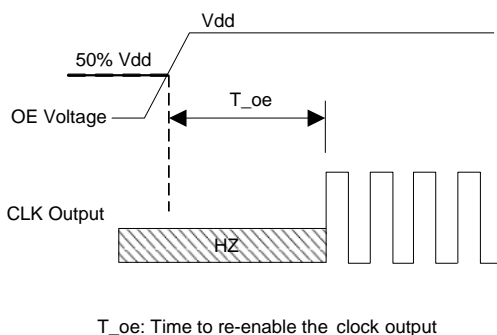 Vdd
50% Vdd
T_oe
OE Voltage
CLK Output
HZ
T_oe: Time to re-enable the clock output